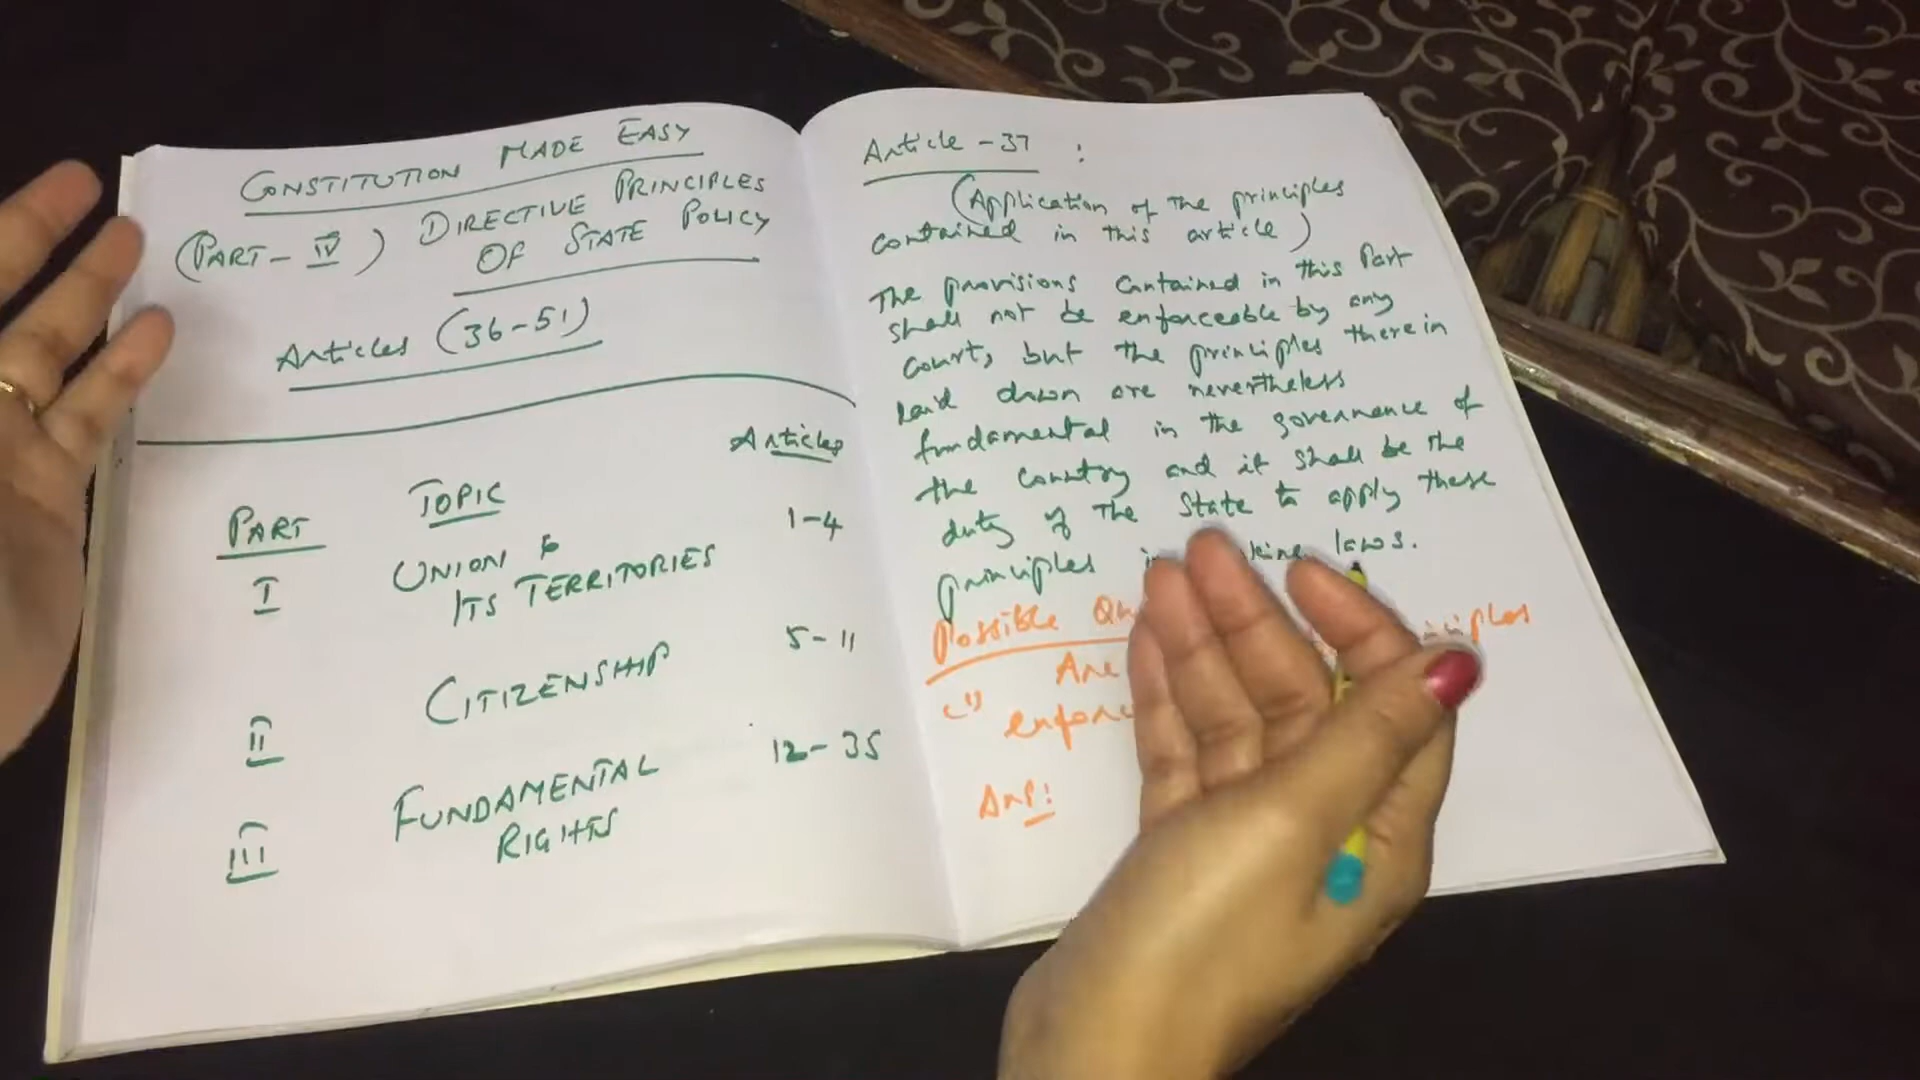 CONSTITUTION MADE EASY
(PART-IV) DIRECTIVE PRINCIPLES
OF STATE POLICY
Articles (36-51)
PART TOPIC Articles
I UNION & ITS TERRITORIES 1-4
II CITIZENSHIP 5-11
III FUNDAMENTAL RIGHTS 12-35
Article-37 :
(Application of the principles
contained in this article)
The provisions contained in this Part
shall not be enforceable by any
court, but the principles therein
laid down are nevertheless
fundamental in the governance of
the country and it shall be the
duty of The State to apply these
principles laws.
Possible
Are
(1)
Ans: